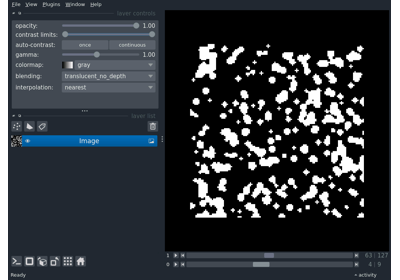 File View Plugins Window Help
layer controls
opacity: 1.00
contrast limits:
auto-contrast: once continuous
gamma: 1.00
colormap: gray
blending: translucent_no_depth
interpolation: nearest
layer list
Image
1 63 127
0 4 9
Ready activity